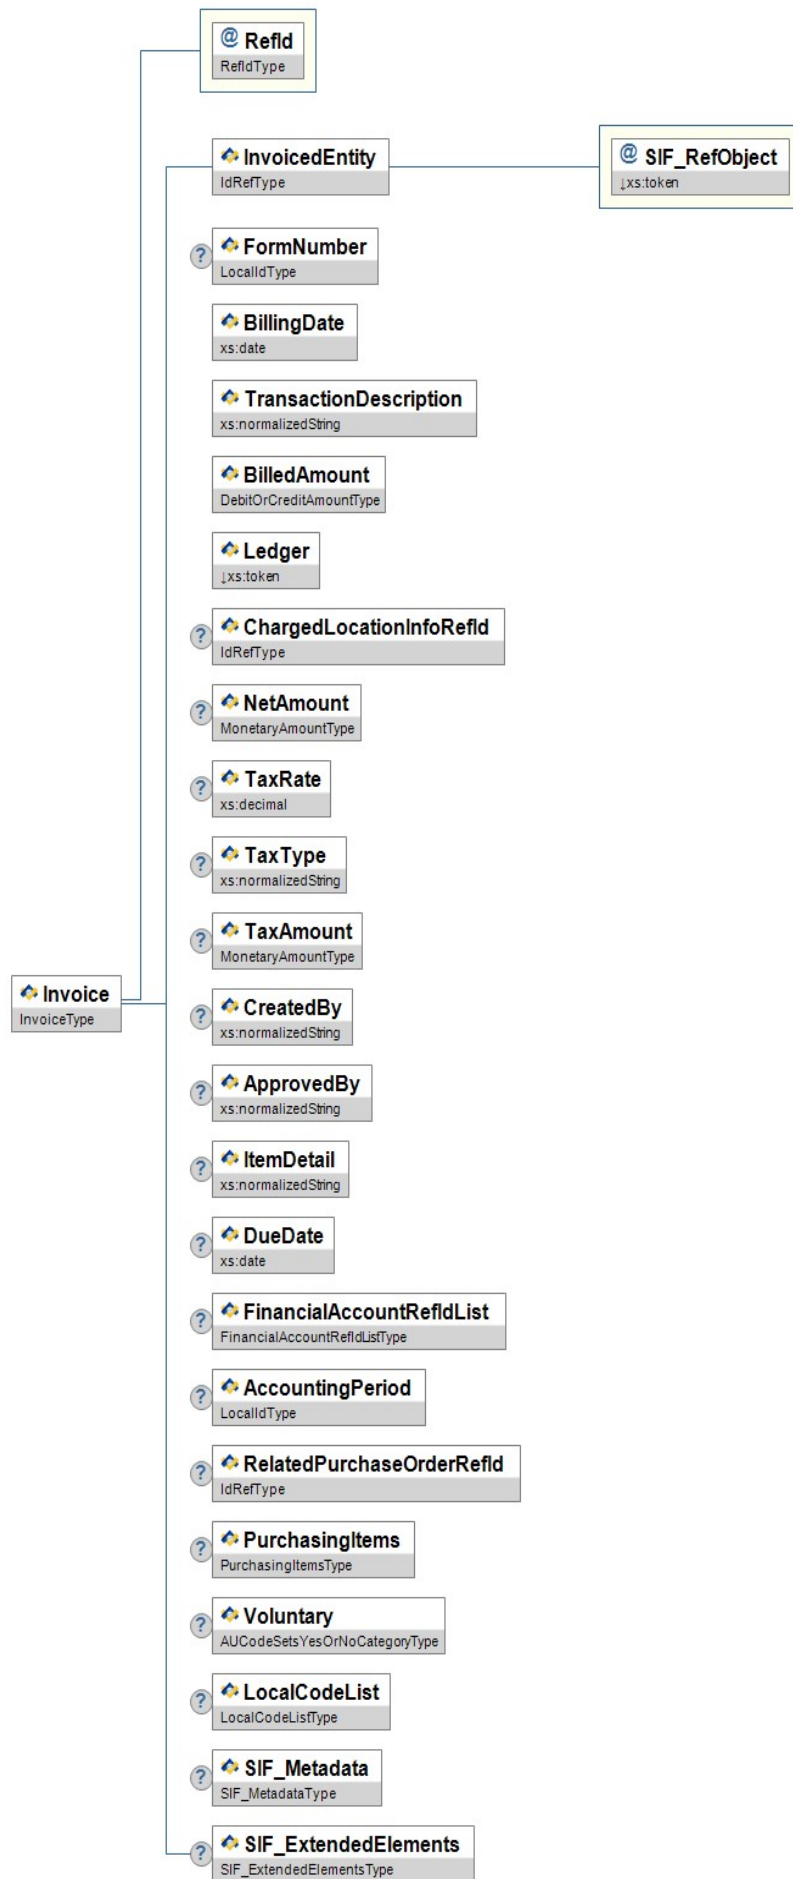 @ RefId
RefIdType
InvoicedEntity
IdRefType
@ SIF_RefObject
↓xs:token
? FormNumber
LocalIdType
BillingDate
xs:date
TransactionDescription
xs:normalizedString
BilledAmount
DebitOrCreditAmountType
Ledger
↓xs:token
? ChargedLocationInfoRefId
IdRefType
? NetAmount
MonetaryAmountType
? TaxRate
xs:decimal
? TaxType
xs:normalizedString
? TaxAmount
MonetaryAmountType
Invoice
InvoiceType
? CreatedBy
xs:normalizedString
? ApprovedBy
xs:normalizedString
? ItemDetail
xs:normalizedString
? DueDate
xs:date
? FinancialAccountRefIdList
FinancialAccountRefIdListType
? AccountingPeriod
LocalIdType
? RelatedPurchaseOrderRefId
IdRefType
? PurchasingItems
PurchasingItemsType
? Voluntary
AUCodeSetsYesOrNoCategoryType
? LocalCodeList
LocalCodeListType
? SIF_Metadata
SIF_MetadataType
? SIF_ExtendedElements
SIF_ExtendedElementsType